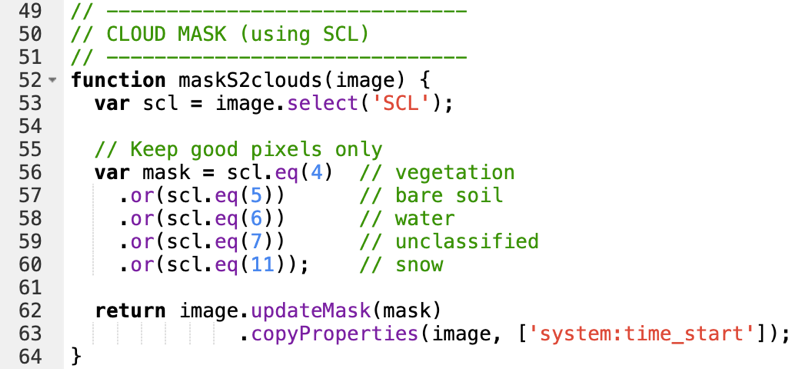 49 // ------------------------------
50 // CLOUD MASK (using SCL)
51 // ------------------------------
52 function maskS2clouds(image) {
53   var scl = image.select('SCL');
54
55   // Keep good pixels only
56   var mask = scl.eq(4)  // vegetation
57     .or(scl.eq(5))      // bare soil
58     .or(scl.eq(6))      // water
59     .or(scl.eq(7))      // unclassified
60     .or(scl.eq(11));    // snow
61
62   return image.updateMask(mask)
63               .copyProperties(image, ['system:time_start']);
64 }